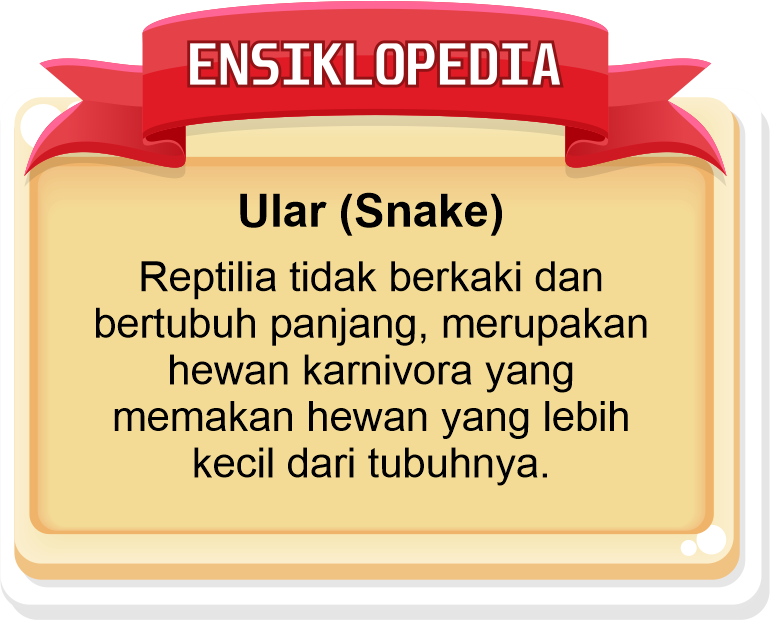 ENSIKLOPEDIA
Ular (Snake)
Reptilia tidak berkaki dan
bertubuh panjang, merupakan
hewan karnivora yang
memakan hewan yang lebih
kecil dari tubuhnya.